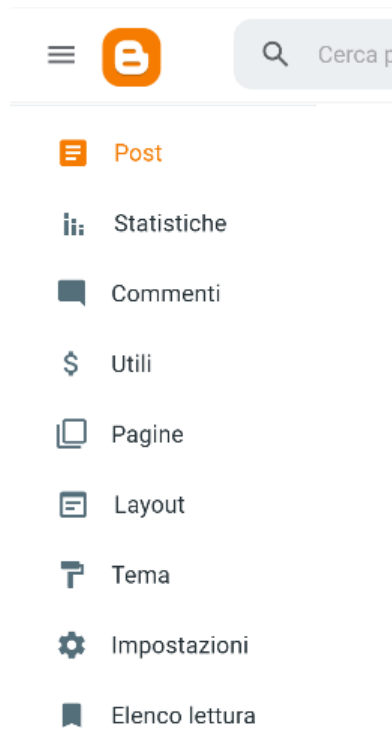 Cerca p
Post
Statistiche
Commenti
Utili
Pagine
Layout
Tema
Impostazioni
Elenco lettura